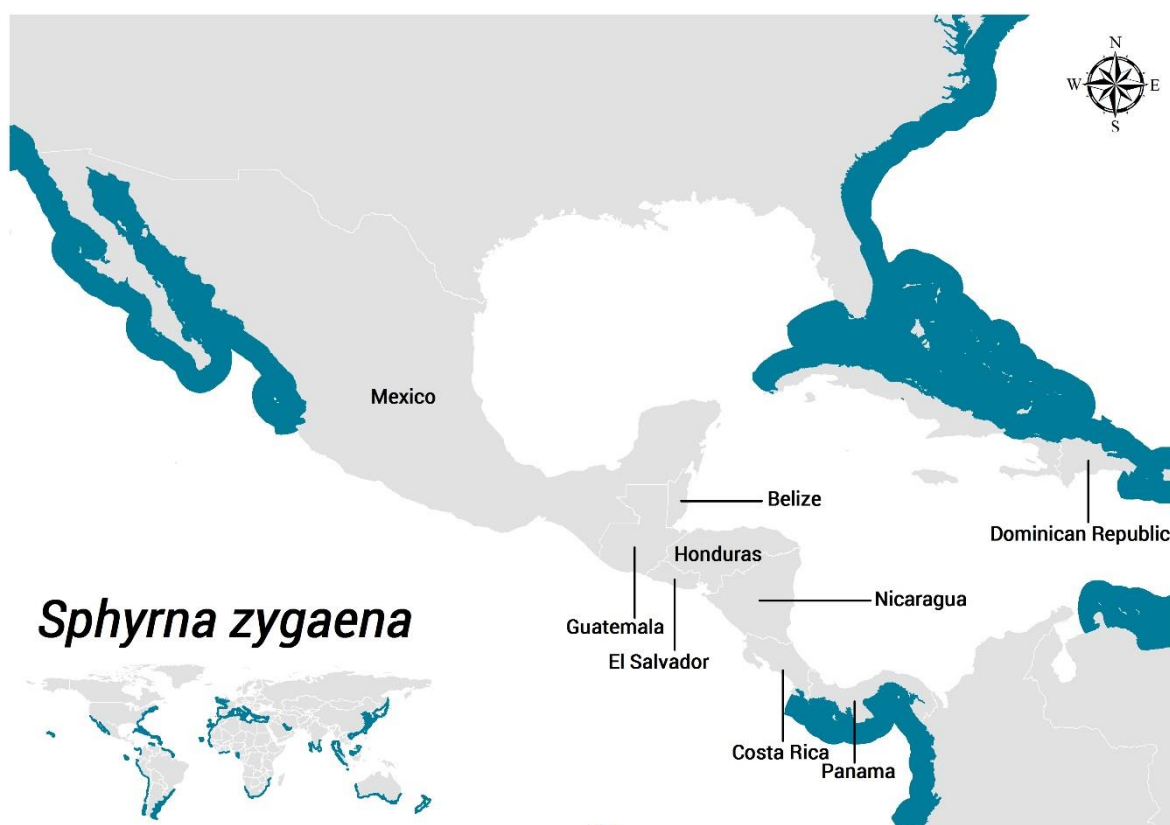 N
W E
S
Mexico
Belize
Dominican Republic
Honduras
Nicaragua
Guatemala
El Salvador
Sphyrna zygaena
Costa Rica
Panama